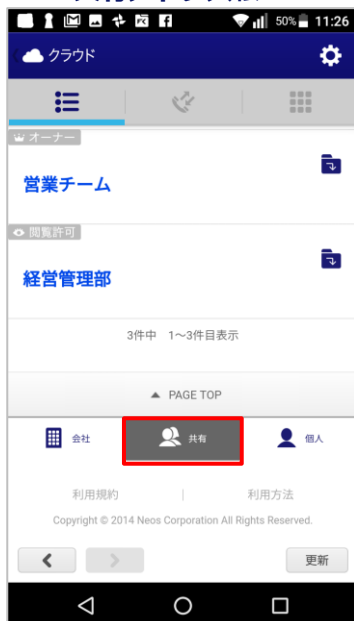 50% 11:26
クラウド
オーナー
営業チーム
閲覧許可
経営管理部
3件中 1〜3件目表示
▲ PAGE TOP
会社 共有 個人
利用規約 | 利用方法
Copyright © 2014 Neos Corporation All Rights Reserved.
更新